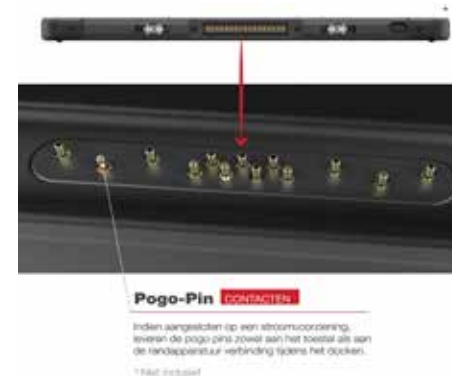 Pogo-Pin CONTACTEN
Indien aangesloten op een stroomvoorziening,
leveren de pogo pins zowel aan het toestel als aan
de randapparatuur verbinding tijdens het docken.
* Niet inclusief